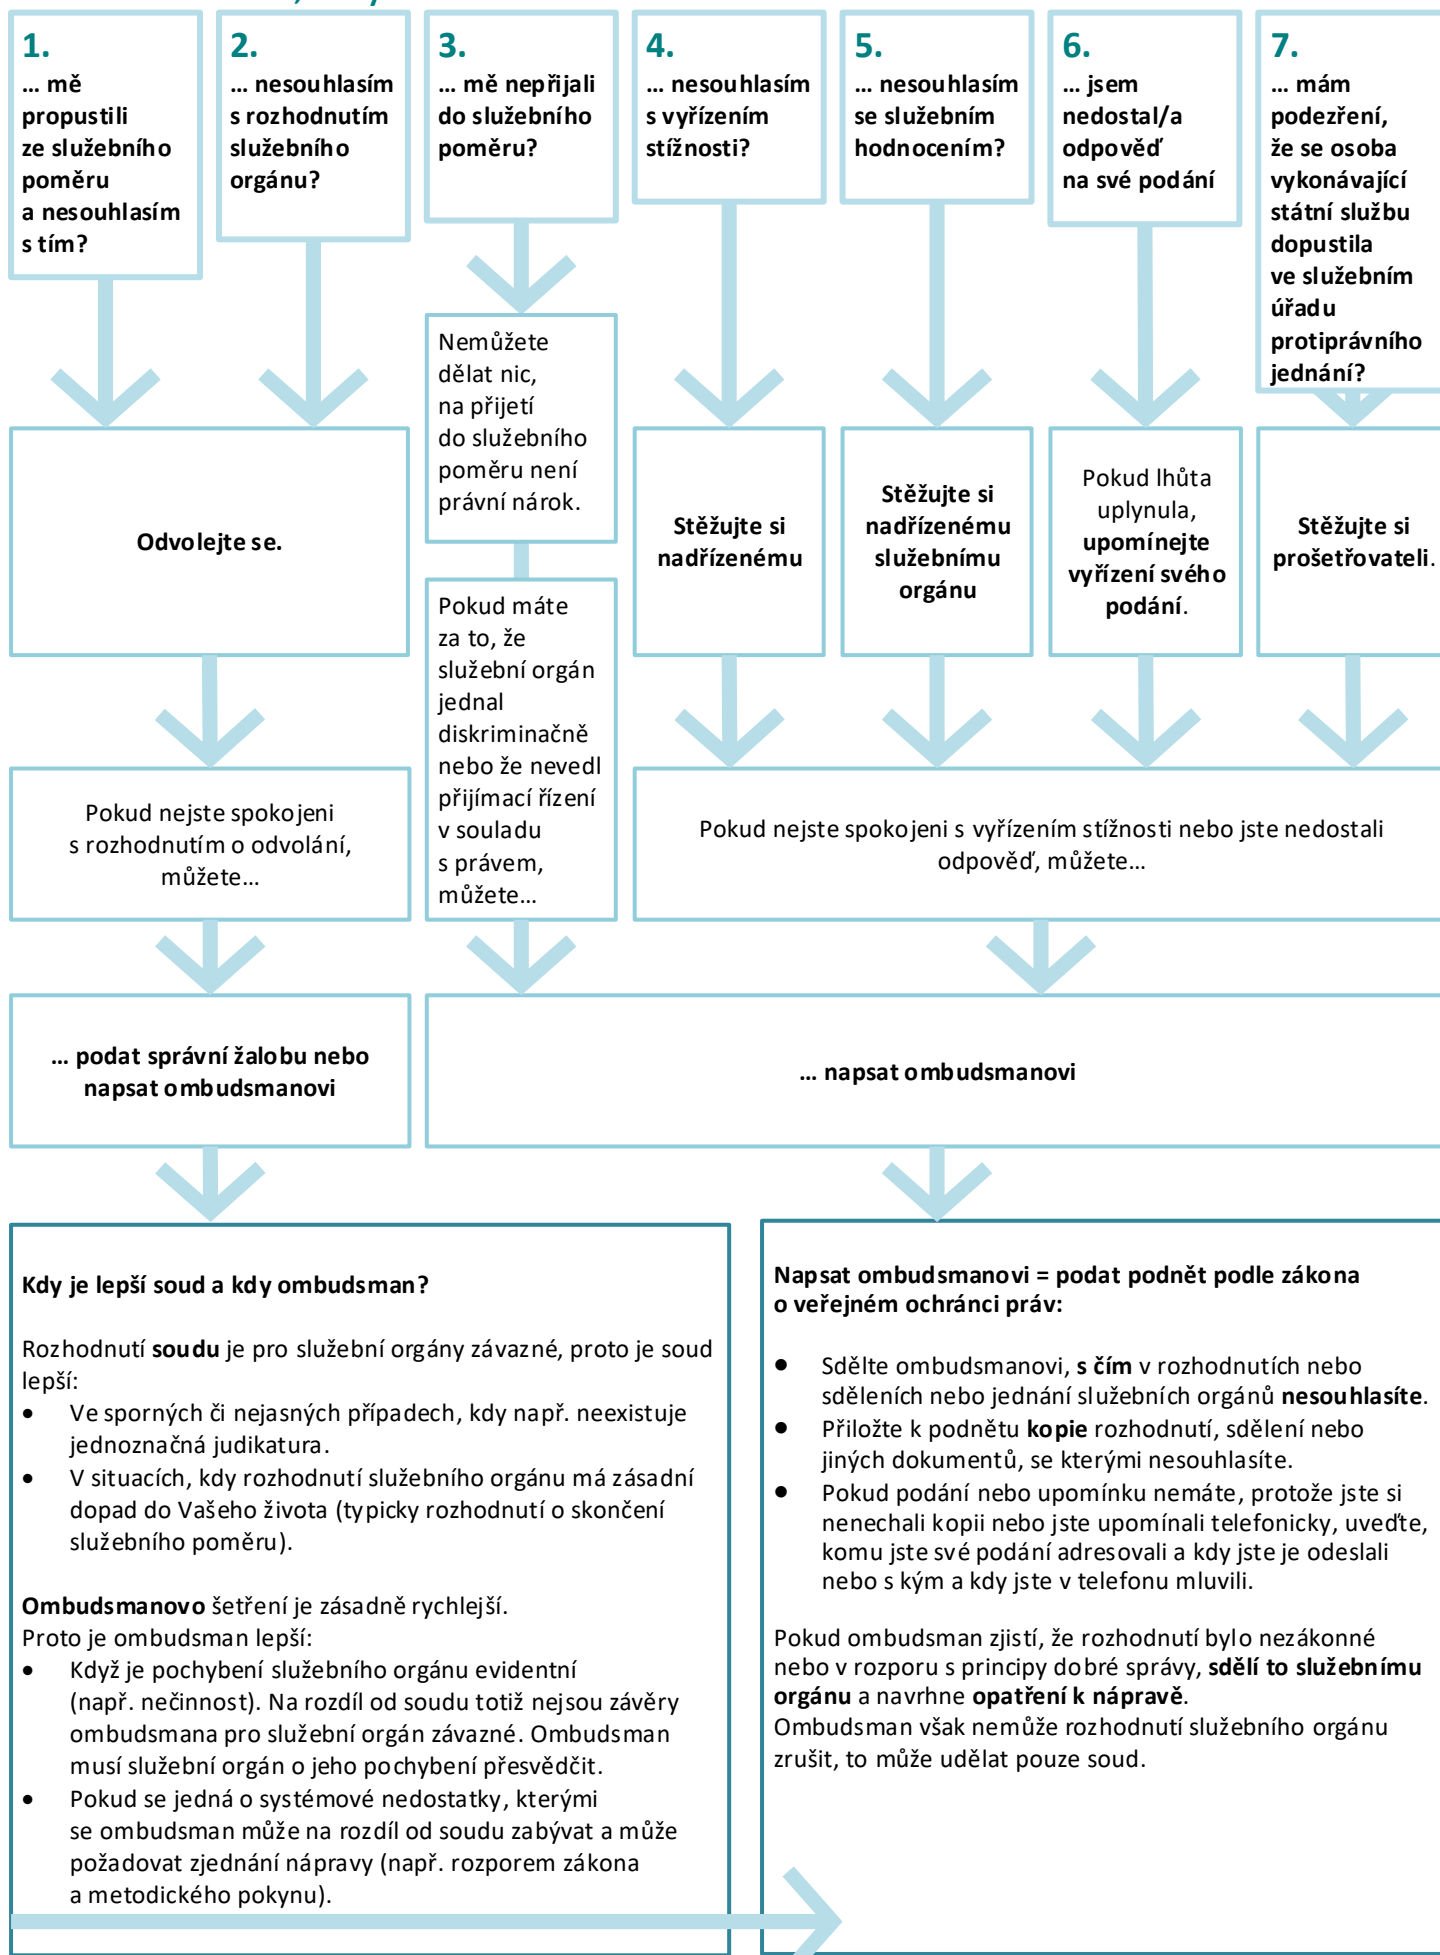 1.
… mě
propustili
ze služebního
poměru
a nesouhlasím
s tím?
2.
… nesouhlasím
s rozhodnutím
služebního
orgánu?
3.
… mě nepřijali
do služebního
poměru?
4.
… nesouhlasím
s vyřízením
stížnosti?
5.
… nesouhlasím
se služebním
hodnocením?
6.
… jsem
nedostal/a
odpověď
na své podání
7.
… mám
podezření,
že se osoba
vykonávající
státní službu
dopustila
ve služebním
úřadu
protiprávního
jednání?
Odvolejte se.
Nemůžete
dělat nic,
na přijetí
do služebního
poměru není
právní nárok.
Stěžujte si
nadřízenému
Stěžujte si
nadřízenému
služebnímu
orgánu
Pokud lhůta
uplynula,
upomínejte
vyřízení svého
podání.
Stěžujte si
prošetřovateli.
Pokud máte
za to, že
služební orgán
jednal
diskriminačně
nebo že nevedl
přijímací řízení
v souladu
s právem,
můžete…
Pokud nejste spokojeni
s rozhodnutím o odvolání,
můžete…
Pokud nejste spokojeni s vyřízením stížnosti nebo jste nedostali
odpověď, můžete…
… podat správní žalobu nebo
napsat ombudsmanovi
… napsat ombudsmanovi
Kdy je lepší soud a kdy ombudsman?
Rozhodnutí soudu je pro služební orgány závazné, proto je soud
lepší:
• Ve sporných či nejasných případech, kdy např. neexistuje
jednoznačná judikatura.
• V situacích, kdy rozhodnutí služebního orgánu má zásadní
dopad do Vašeho života (typicky rozhodnutí o skončení
služebního poměru).
Ombudsmanovo šetření je zásadně rychlejší.
Proto je ombudsman lepší:
• Když je pochybení služebního orgánu evidentní
(např. nečinnost). Na rozdíl od soudu totiž nejsou závěry
ombudsmana pro služební orgán závazné. Ombudsman
musí služební orgán o jeho pochybení přesvědčit.
• Pokud se jedná o systémové nedostatky, kterými
se ombudsman může na rozdíl od soudu zabývat a může
požadovat zjednání nápravy (např. rozporem zákona
a metodického pokynu).
Napsat ombudsmanovi = podat podnět podle zákona
o veřejném ochránci práv:
• Sdělte ombudsmanovi, s čím v rozhodnutích nebo
sděleních nebo jednání služebních orgánů nesouhlasíte.
• Přiložte k podnětu kopie rozhodnutí, sdělení nebo
jiných dokumentů, se kterými nesouhlasíte.
• Pokud podání nebo upomínku nemáte, protože jste si
nenechali kopii nebo jste upomínali telefonicky, uveďte,
komu jste své podání adresovali a kdy jste je odeslali
nebo s kým a kdy jste v telefonu mluvili.
Pokud ombudsman zjistí, že rozhodnutí bylo nezákonné
nebo v rozporu s principy dobré správy, sdělí to služebnímu
orgánu a navrhne opatření k nápravě.
Ombudsman však nemůže rozhodnutí služebního orgánu
zrušit, to může udělat pouze soud.